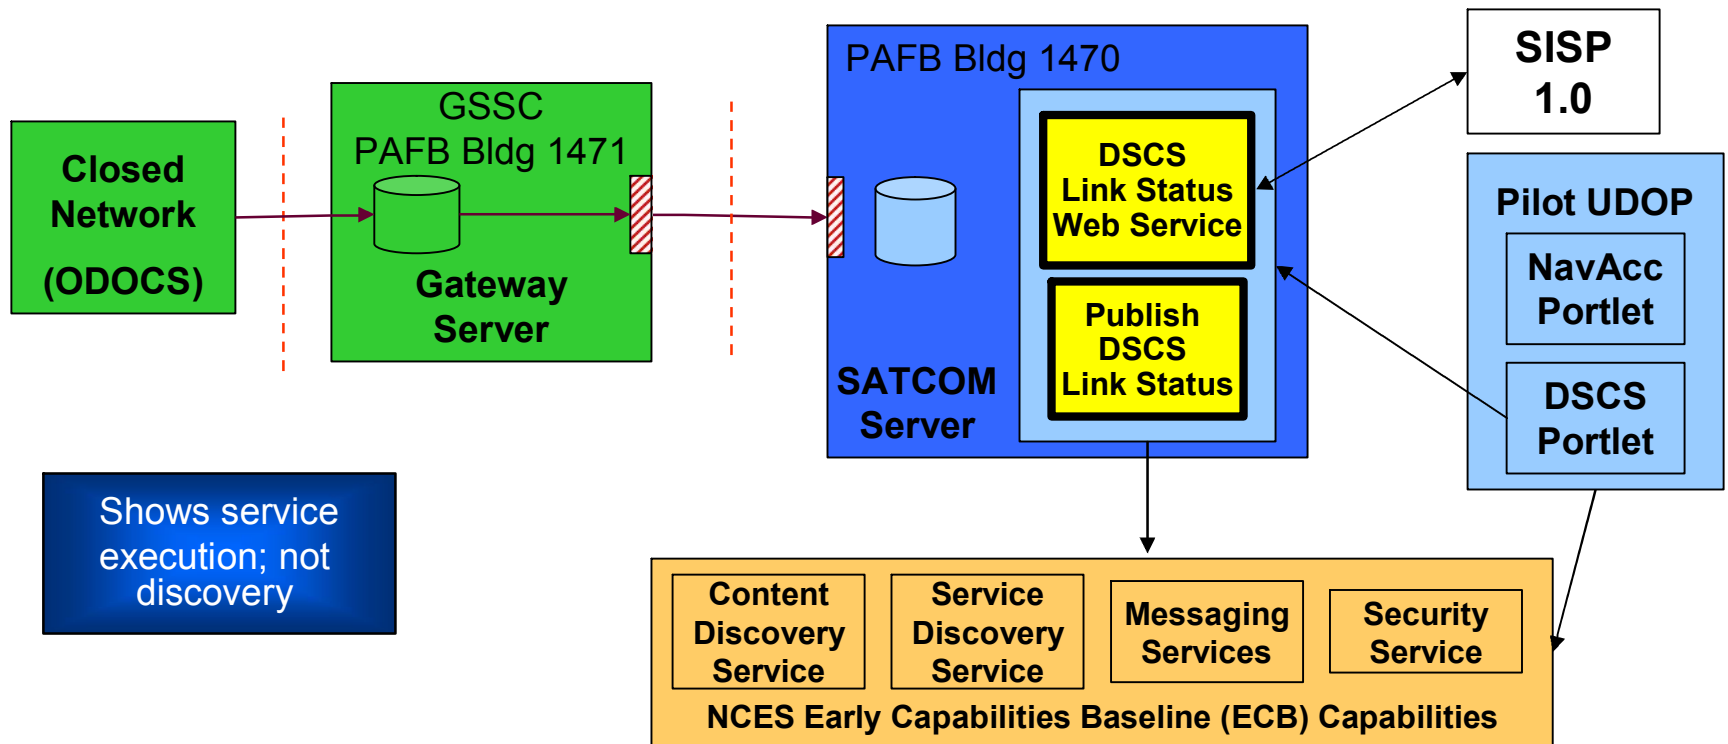 Closed
Network
(ODOCS)
GSSC
PAFB Bldg 1471
Gateway
Server
PAFB Bldg 1470
DSCS
Link Status
Web Service
Publish
DSCS
Link Status
SATCOM
Server
SISP
1.0
Pilot UDOP
NavAcc
Portlet
DSCS
Portlet
Shows service
execution; not
discovery
Content
Discovery
Service
Service
Discovery
Service
Messaging
Services
Security
Service
NCES Early Capabilities Baseline (ECB) Capabilities